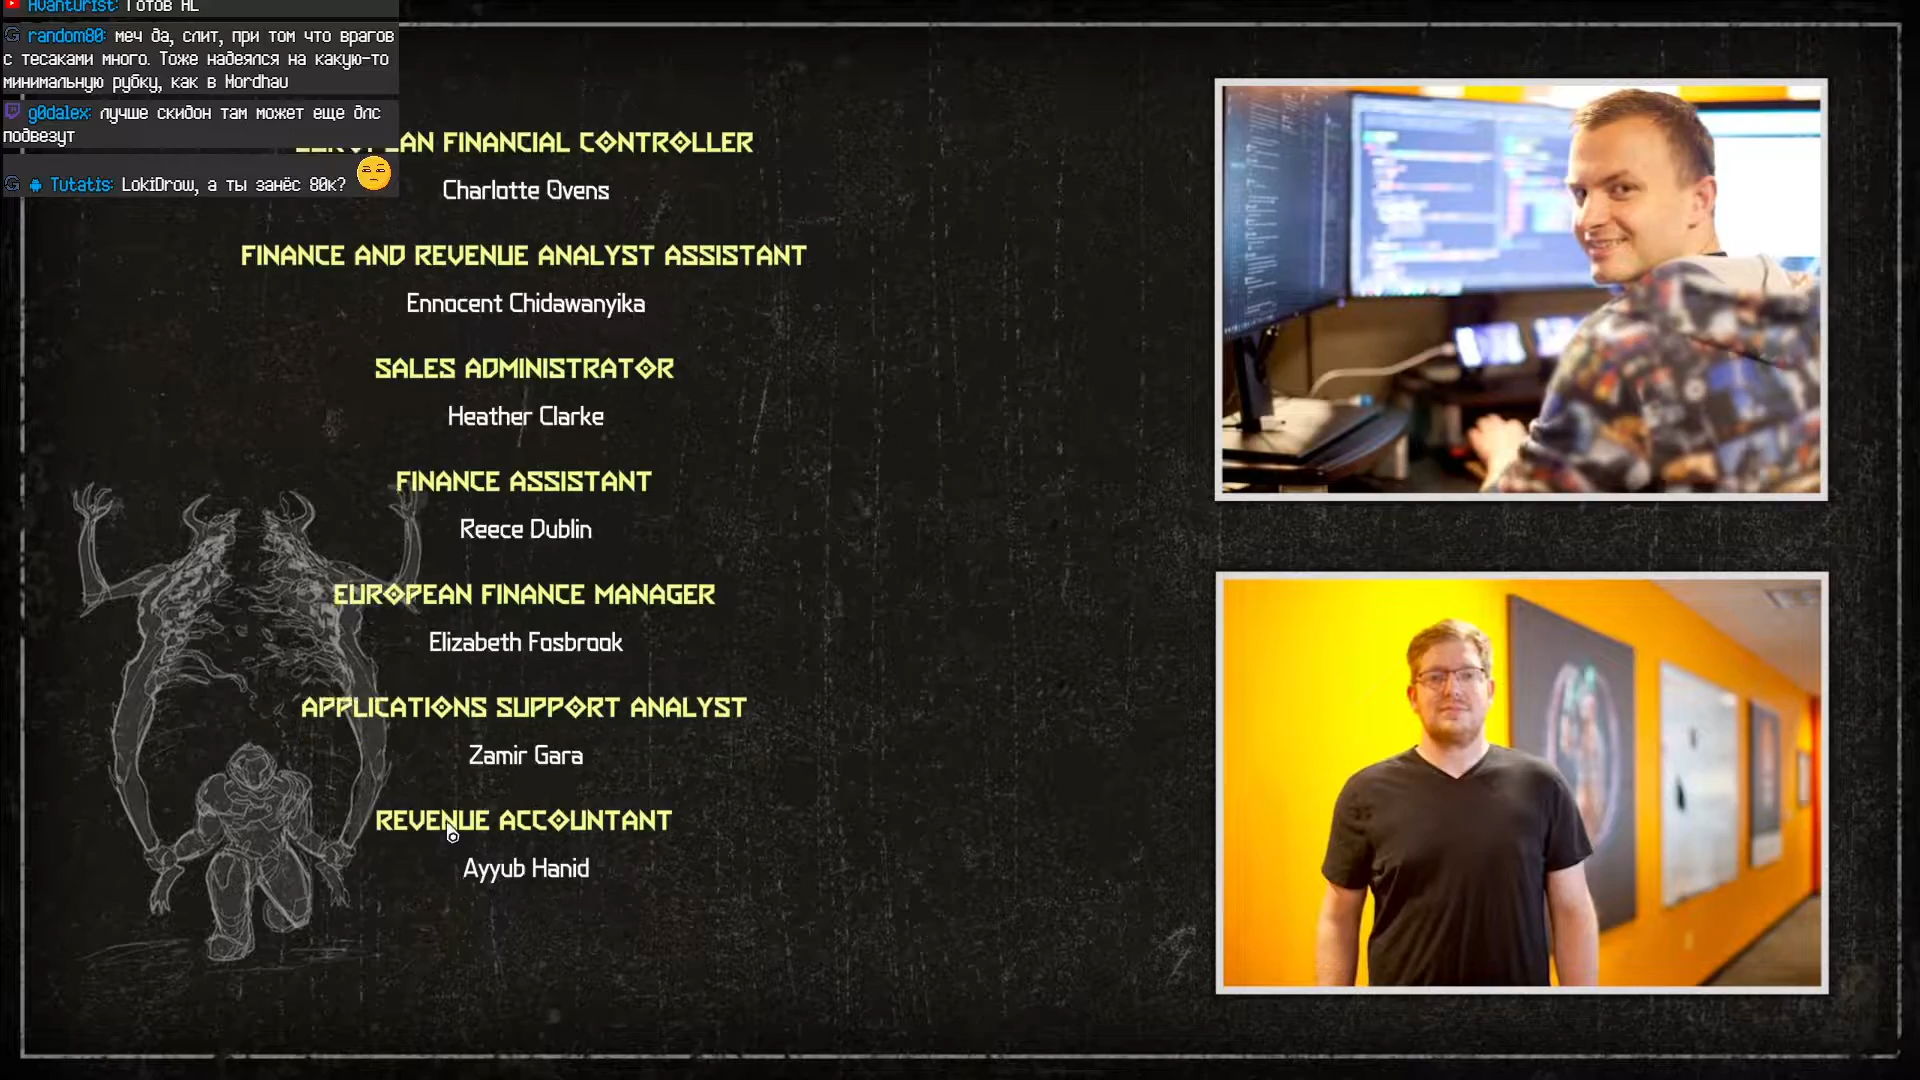 Avanturist: Готов HL
random80: меч да, слит, при том что врагов
с тесаками много. Тоже надеялся на какую-то
минимальную рубку, как в Mordhau
g0dalex: лучше скидон там может еще длс
подвезут
Tutatis: LokiDrow, а ты занёс 80к?
EUROPEAN FINANCIAL CONTROLLER
Charlotte Ovens
FINANCE AND REVENUE ANALYST ASSISTANT
Ennocent Chidawanyika
SALES ADMINISTRATOR
Heather Clarke
FINANCE ASSISTANT
Reece Dublin
EUROPEAN FINANCE MANAGER
Elizabeth Fosbrook
APPLICATIONS SUPPORT ANALYST
Zamir Gara
REVENUE ACCOUNTANT
Ayyub Hanid